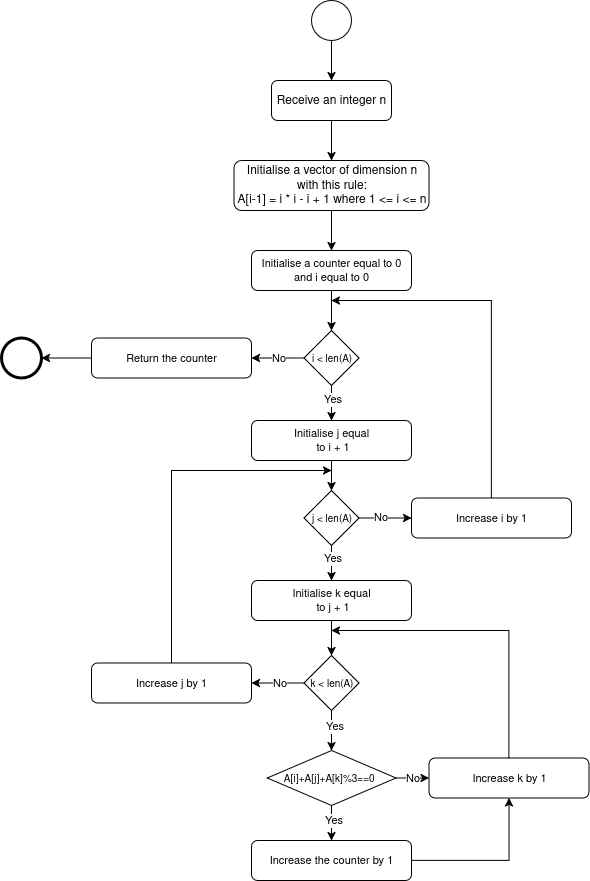 Receive an integer n
Initialise a vector of dimension n
with this rule:
A[i-1] = i * i - i + 1 where 1 <= i <= n
Initialise a counter equal to 0
and i equal to 0
Return the counter
No
i < len(A)
Yes
Initialise j equal
to i + 1
j < len(A)
No
Increase i by 1
Yes
Initialise k equal
to j + 1
Increase j by 1
No
k < len(A)
Yes
A[i]+A[j]+A[k]%3==0
No
Increase k by 1
Yes
Increase the counter by 1